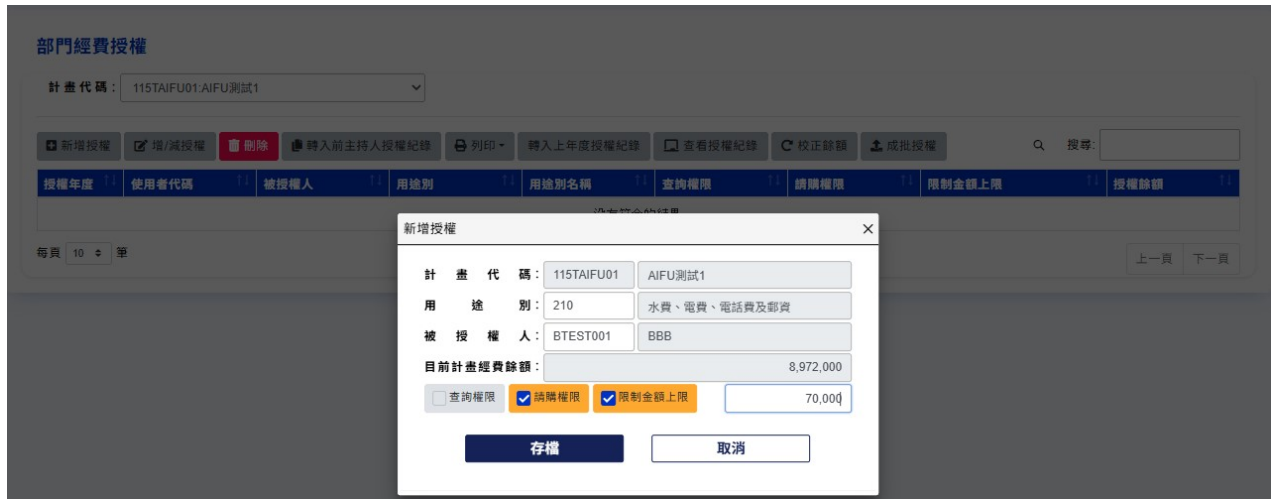 部門經費授權
計畫代碼： 115TAIFU01:AIFU測試1
新增授權 增/減授權 刪除 轉入前主持人授權紀錄 列印 轉入上年度授權紀錄 查看授權紀錄 校正餘額 成批授權 搜尋:
授權年度 使用者代碼 被授權人 用途別 用途別名稱 查詢權限 請購權限 限制金額上限 授權餘額
沒有符合的結果
新增授權
每頁 10 筆 上一頁 下一頁
計畫代碼： 115TAIFU01 AIFU測試1
用途別： 210 水費、電費、電話費及郵資
被授權人： BTEST001 BBB
目前計畫經費餘額： 8,972,000
查詢權限 請購權限 限制金額上限 70,000
存檔 取消